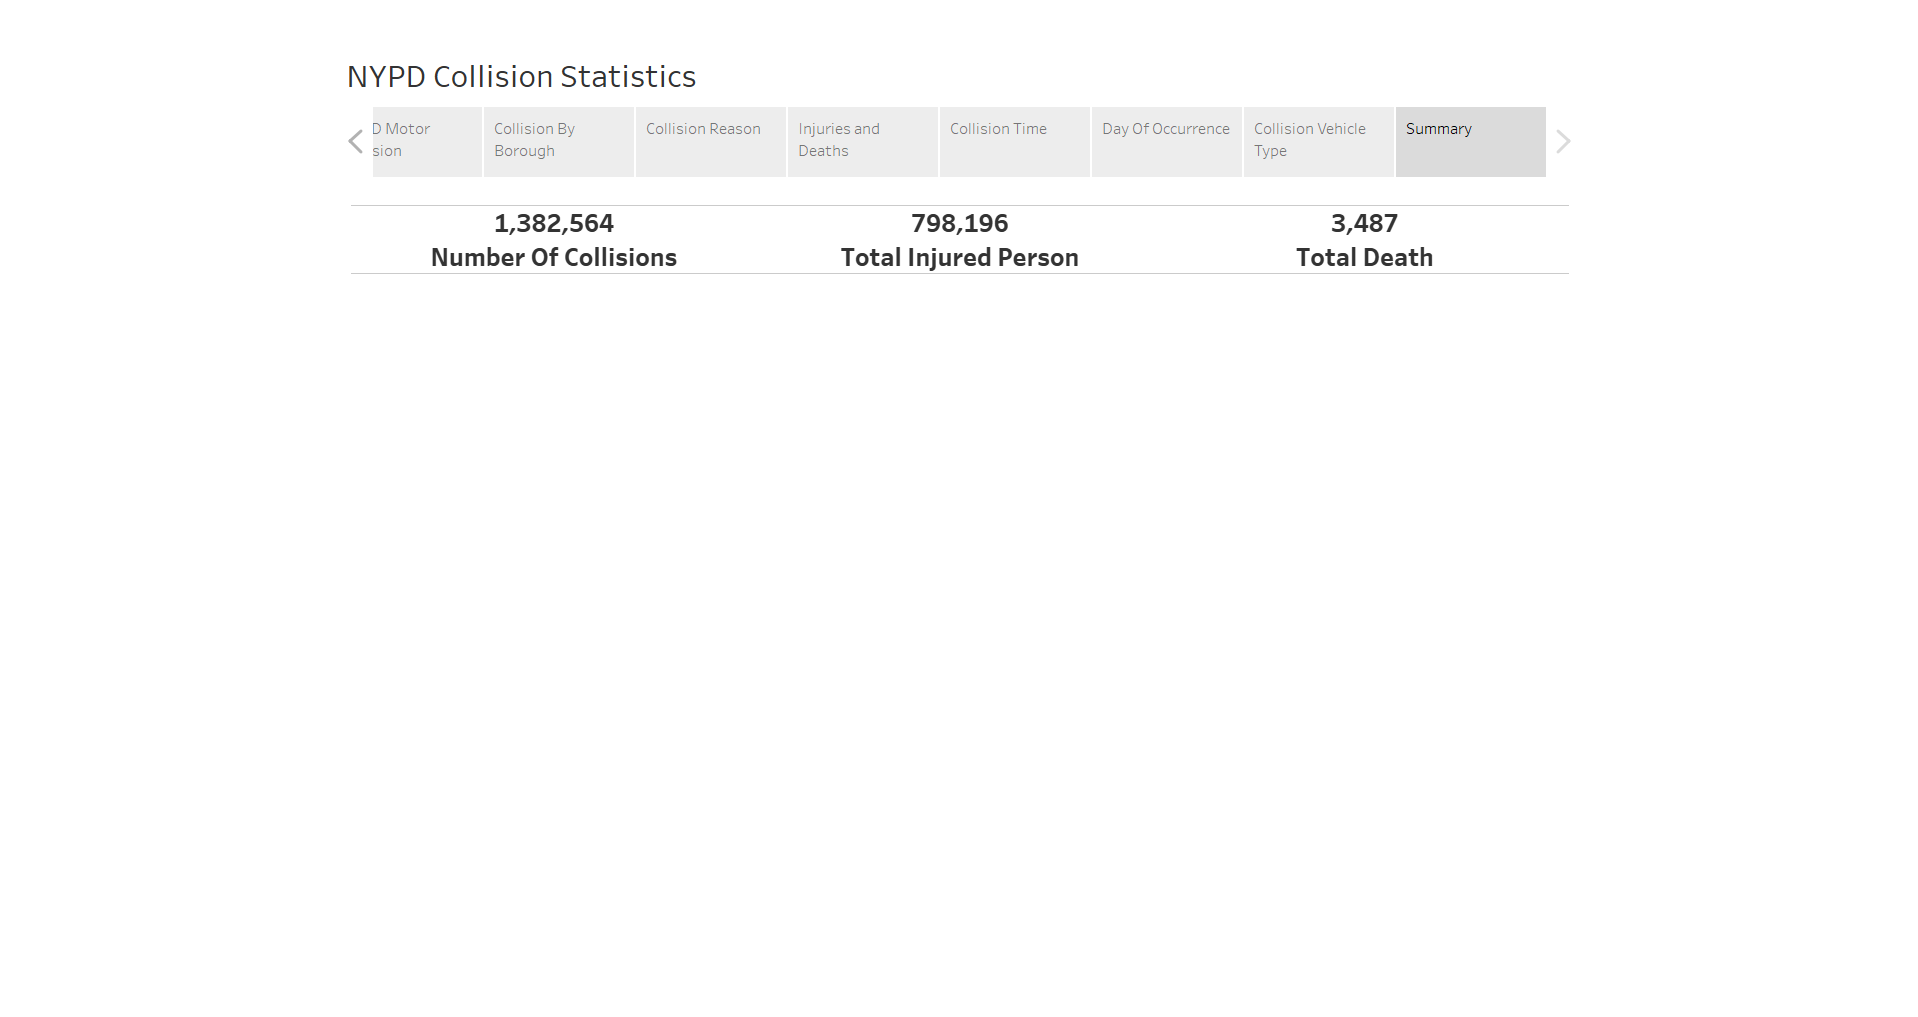 NYPD Collision Statistics
D Motor
sion
Collision By
Borough
Collision Reason
Injuries and
Deaths
Collision Time
Day Of Occurrence
Collision Vehicle
Type
Summary
1,382,564
Number Of Collisions
798,196
Total Injured Person
3,487
Total Death